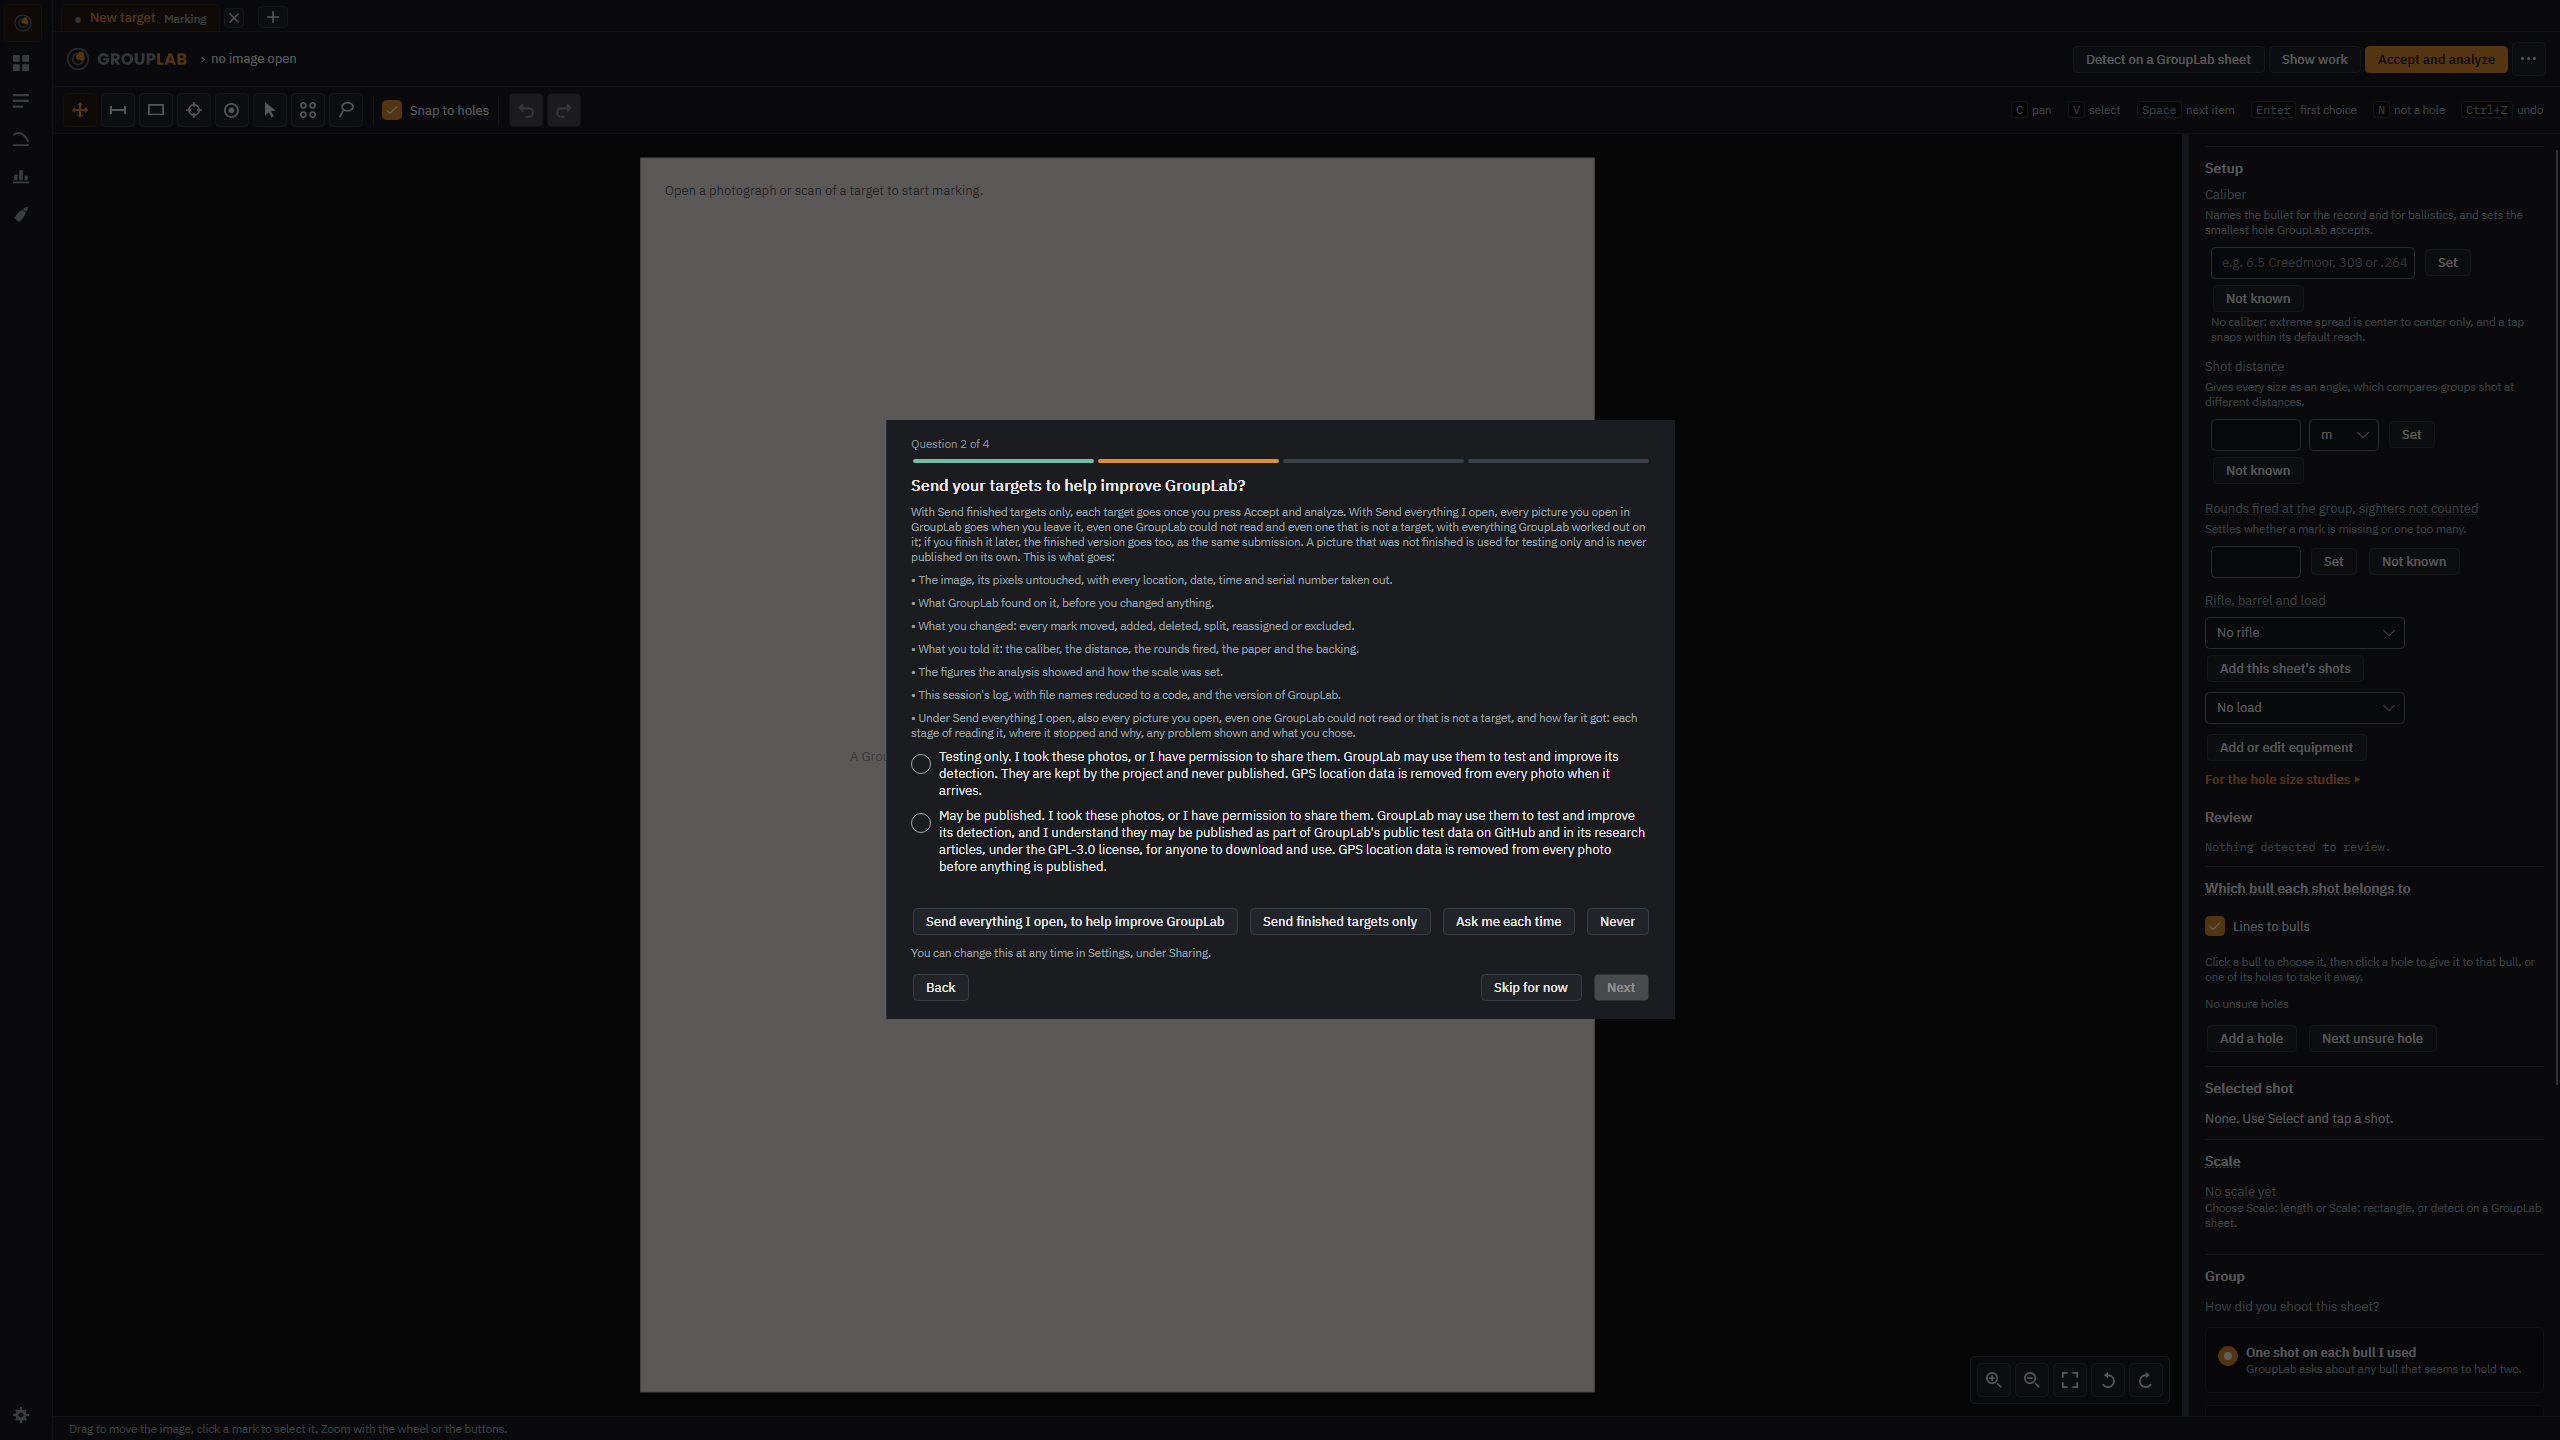 New target Marking
GROUPLAB › no image open
Detect on a GroupLab sheet Show work Accept and analyze
Snap to holes
C pan V select Space next item Enter first choice N not a hole Ctrl+Z undo
Open a photograph or scan of a target to start marking.
A Grou
Question 2 of 4
Send your targets to help improve GroupLab?
With Send finished targets only, each target goes once you press Accept and analyze. With Send everything I open, every picture you open in
GroupLab goes when you leave it, even one GroupLab could not read and even one that is not a target, with everything GroupLab worked out on
it; if you finish it later, the finished version goes too, as the same submission. A picture that was not finished is used for testing only and is never
published on its own. This is what goes:
• The image, its pixels untouched, with every location, date, time and serial number taken out.
• What GroupLab found on it, before you changed anything.
• What you changed: every mark moved, added, deleted, split, reassigned or excluded.
• What you told it: the caliber, the distance, the rounds fired, the paper and the backing.
• The figures the analysis showed and how the scale was set.
• This session's log, with file names reduced to a code, and the version of GroupLab.
• Under Send everything I open, also every picture you open, even one GroupLab could not read or that is not a target, and how far it got: each
stage of reading it, where it stopped and why, any problem shown and what you chose.
Testing only. I took these photos, or I have permission to share them. GroupLab may use them to test and improve its
detection. They are kept by the project and never published. GPS location data is removed from every photo when it
arrives.
May be published. I took these photos, or I have permission to share them. GroupLab may use them to test and improve
its detection, and I understand they may be published as part of GroupLab's public test data on GitHub and in its research
articles, under the GPL-3.0 license, for anyone to download and use. GPS location data is removed from every photo
before anything is published.
Send everything I open, to help improve GroupLab Send finished targets only Ask me each time Never
You can change this at any time in Settings, under Sharing.
Back Skip for now Next
Setup
Caliber
Names the bullet for the record and for ballistics, and sets the
smallest hole GroupLab accepts.
e.g. 6.5 Creedmoor, 308 or .264 Set
Not known
No caliber: extreme spread is center to center only, and a tap
snaps within its default reach.
Shot distance
Gives every size as an angle, which compares groups shot at
different distances.
m Set
Not known
Rounds fired at the group, sighters not counted
Settles whether a mark is missing or one too many.
Set Not known
Rifle, barrel and load
No rifle
Add this sheet's shots
No load
Add or edit equipment
For the hole size studies ▸
Review
Nothing detected to review.
Which bull each shot belongs to
Lines to bulls
Click a bull to choose it, then click a hole to give it to that bull, or
one of its holes to take it away.
No unsure holes
Add a hole Next unsure hole
Selected shot
None. Use Select and tap a shot.
Scale
No scale yet
Choose Scale: length or Scale: rectangle, or detect on a GroupLab
sheet.
Group
How did you shoot this sheet?
One shot on each bull I used
GroupLab asks about any bull that seems to hold two.
Drag to move the image, click a mark to select it. Zoom with the wheel or the buttons.